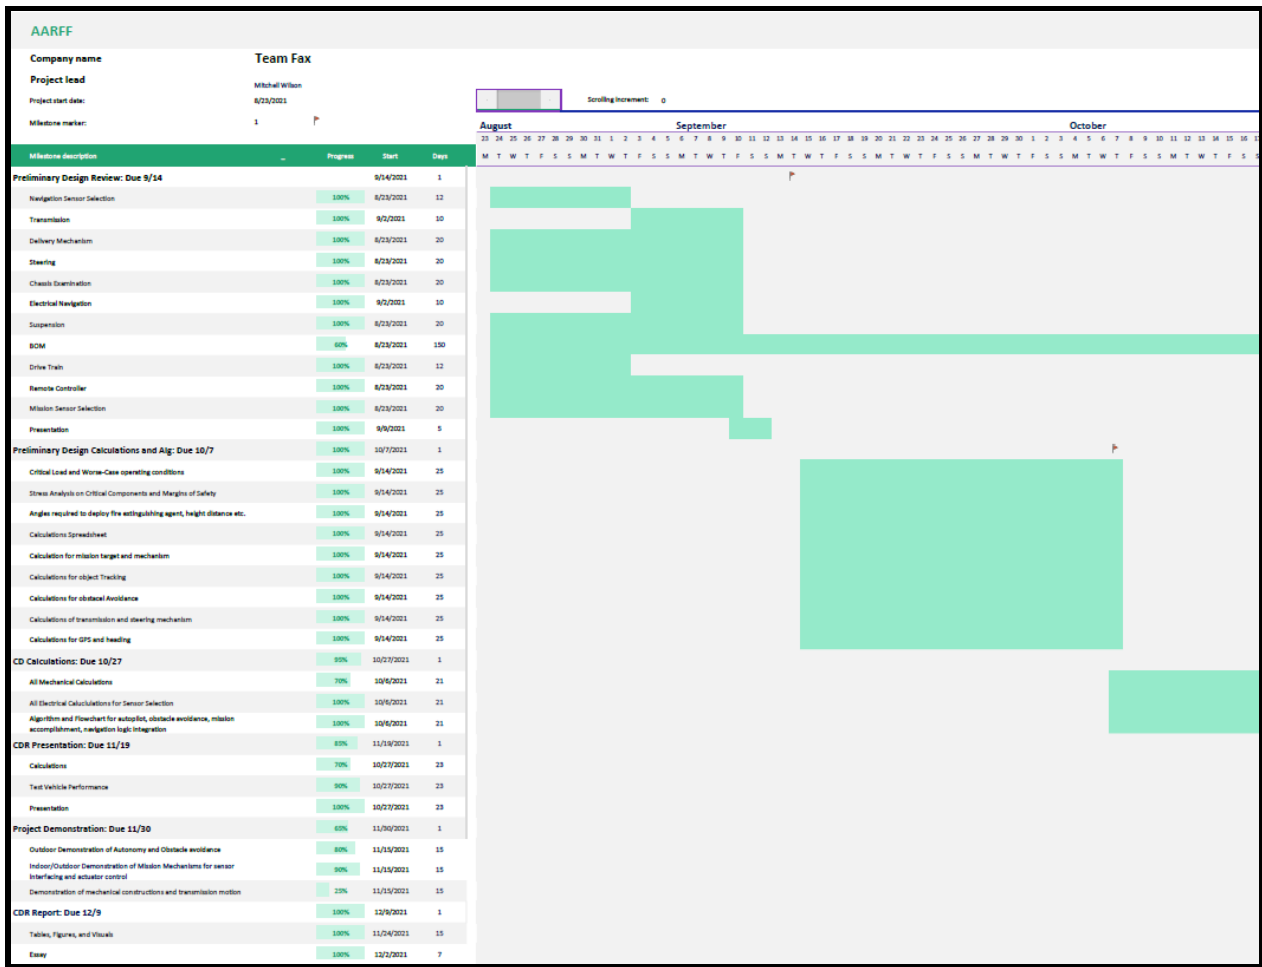 AARFF
Company name Team Fax
Project lead Mitchell Wilson
Project start date: 8/23/2021
Scrolling increment: 0
Milestone marker: 1
August September October
23 24 25 26 27 28 29 30 31 1 2 3 4 5 6 7 8 9 10 11 12 13 14 15 16 17 18 19 20 21 22 23 24 25 26 27 28 29 30 1 2 3 4 5 6 7 8 9 10 11 12 13 14 15 16
Milestone description Progress Start Days M T W T F S S M T W T F S S M T W T F S S M T W T F S S M T W T F S S M T W T F S S M T W T F S S M T W T F S
Preliminary Design Review: Due 9/14 9/14/2021 1
Navigation Sensor Selection 100% 8/23/2021 12
Transmission 100% 9/2/2021 10
Delivery Mechanism 100% 8/23/2021 20
Steering 100% 8/23/2021 20
Chassis Examination 100% 8/23/2021 20
Electrical Navigation 100% 9/2/2021 10
Suspension 100% 8/23/2021 20
BOM 60% 8/23/2021 150
Drive Train 100% 8/23/2021 12
Remote Controller 100% 8/23/2021 20
Mission Sensor Selection 100% 8/23/2021 20
Presentation 100% 9/9/2021 5
Preliminary Design Calculations and Alg: Due 10/7 100% 10/7/2021 1
Critical Load and Worse-Case operating conditions 100% 9/14/2021 25
Stress Analysis on Critical Components and Margins of Safety 100% 9/14/2021 25
Angles required to deploy fire extinguishing agent, height distance etc. 100% 9/14/2021 25
Calculations Spreadsheet 100% 9/14/2021 25
Calculation for mission target and mechanism 100% 9/14/2021 25
Calculations for object Tracking 100% 9/14/2021 25
Calculations for obstacel Avoidance 100% 9/14/2021 25
Calculations of transmission and steering mechanism 100% 9/14/2021 25
Calculations for GPS and heading 100% 9/14/2021 25
CD Calculations: Due 10/27 95% 10/27/2021 1
All Mechanical Calculations 70% 10/6/2021 21
All Electrical Caluclulations for Sensor Selection 100% 10/6/2021 21
Algorithm and Flowchart for autopilot, obstacle avoidance, mission
accomplishment, navigation logic integration 100% 10/6/2021 21
CDR Presentation: Due 11/19 85% 11/19/2021 1
Calculations 70% 10/27/2021 23
Test Vehicle Performance 90% 10/27/2021 23
Presentation 100% 10/27/2021 23
Project Demonstration: Due 11/30 65% 11/30/2021 1
Outdoor Demonstration of Autonomy and Obstacle avoidance 80% 11/15/2021 15
Indoor/Outdoor Demonstration of Mission Mechanisms for sensor
interfacing and actuator control 90% 11/15/2021 15
Demonstration of mechanical constructions and transmission motion 25% 11/15/2021 15
CDR Report: Due 12/9 100% 12/9/2021 1
Tables, Figures, and Visuals 100% 11/24/2021 15
Essay 100% 12/2/2021 7